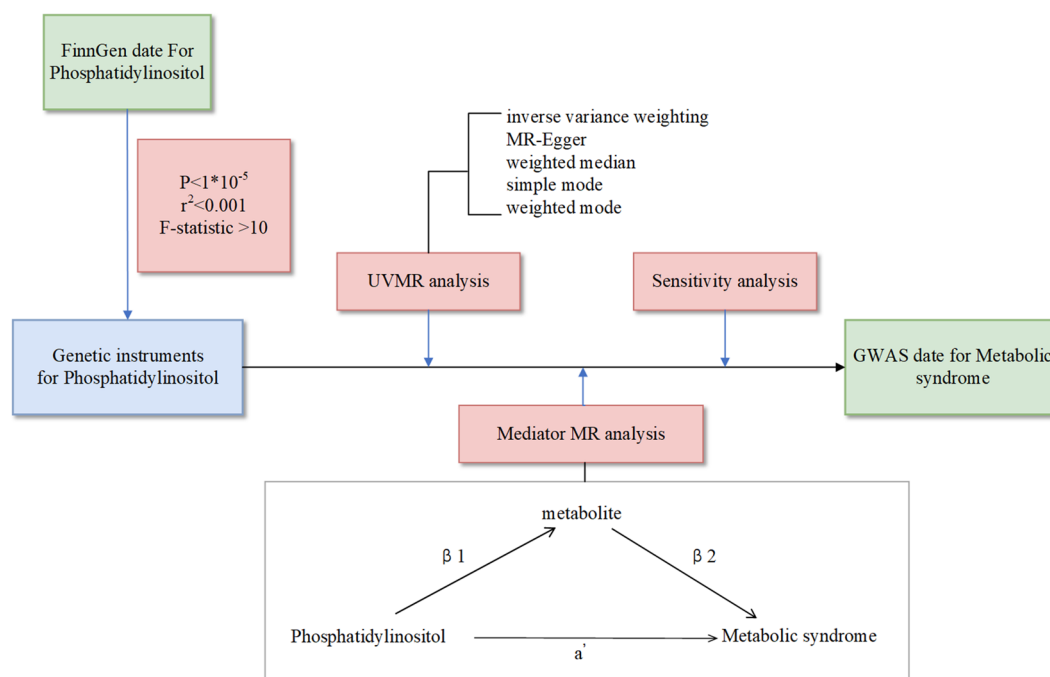 FinnGen date For
Phosphatidylinositol
P<1*10⁻⁵
r²<0.001
F-statistic >10
inverse variance weighting
MR-Egger
weighted median
simple mode
weighted mode
UVMR analysis
Sensitivity analysis
Genetic instruments
for Phosphatidylinositol
GWAS date for Metabolic
syndrome
Mediator MR analysis
metabolite
β 1
β 2
Phosphatidylinositol
Metabolic syndrome
a'